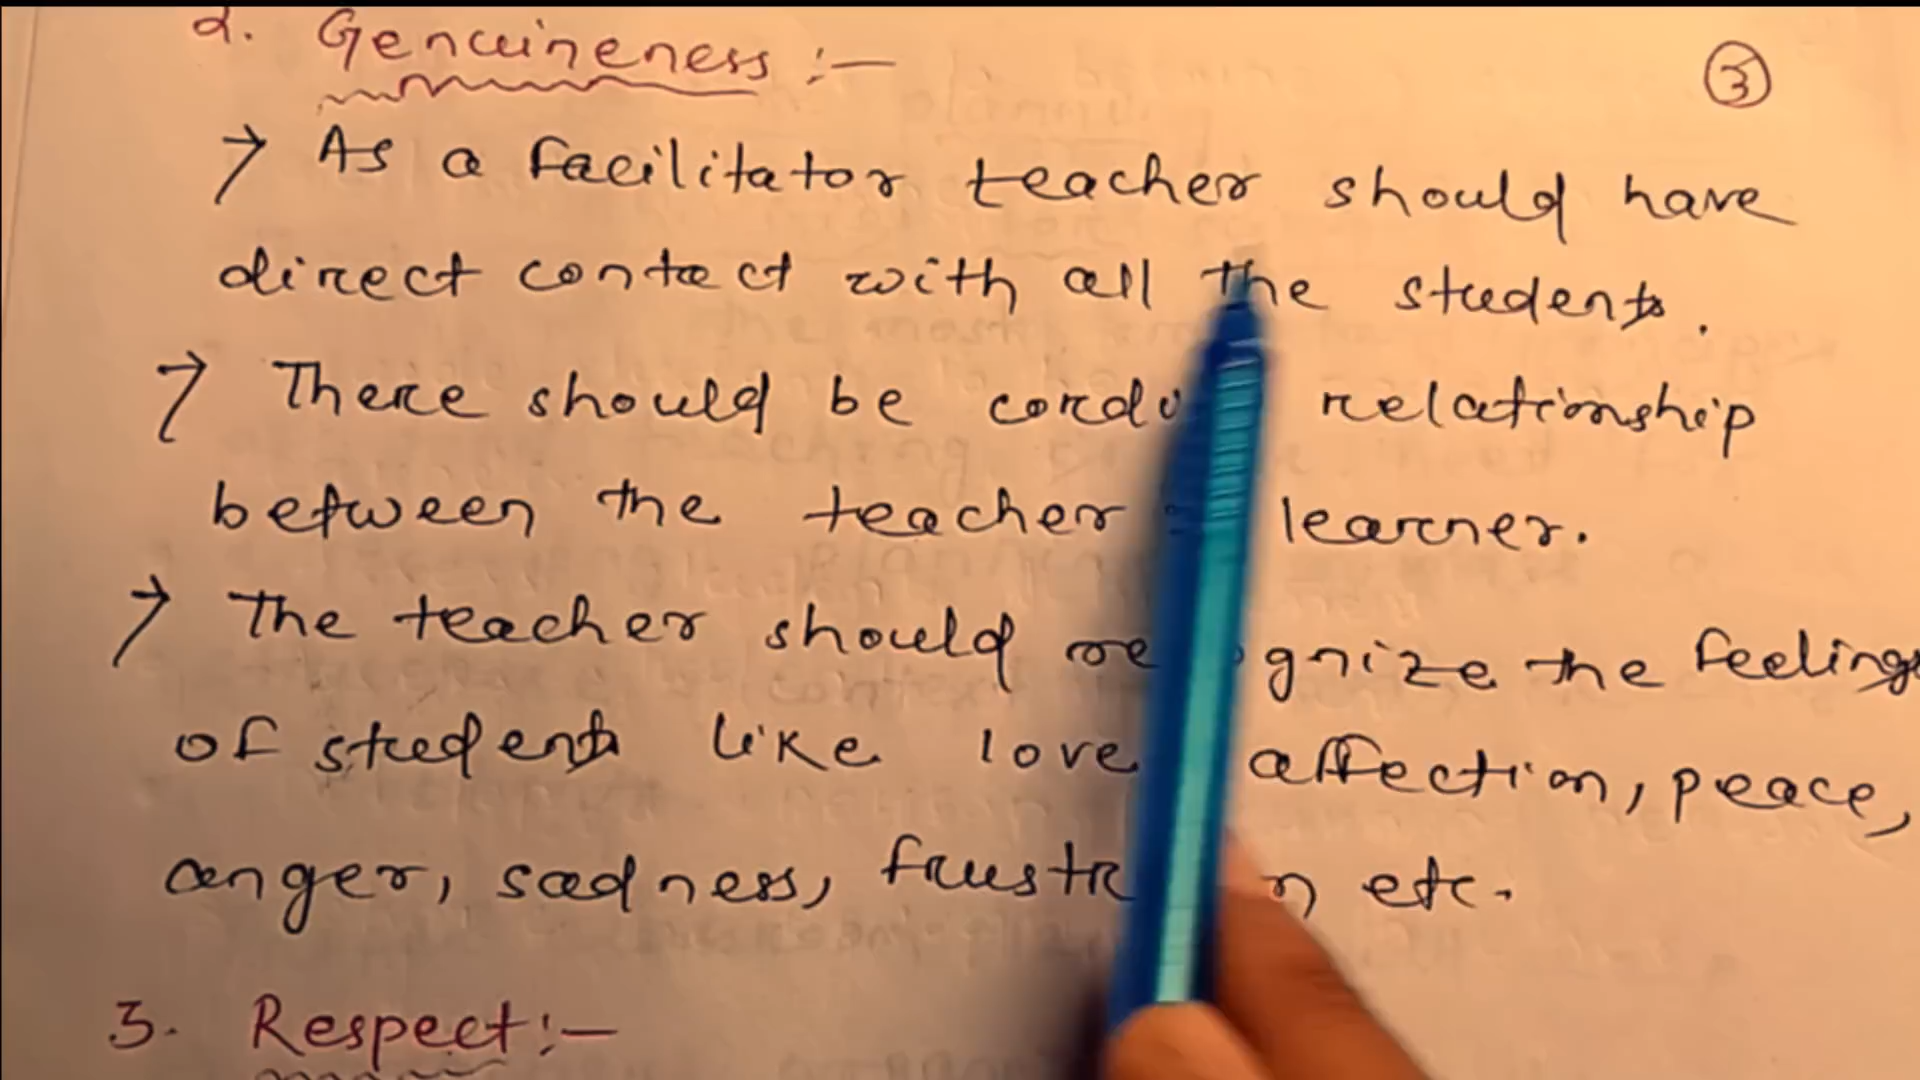 2. Genuineness :-
3
→ As a facilitator teacher should have
direct contact with all the students.
→ There should be relationship
between the teacher learner.
→ The teacher should the feelings
of students like love affection, peace,
anger, sadness, etc.
3. Respect :-